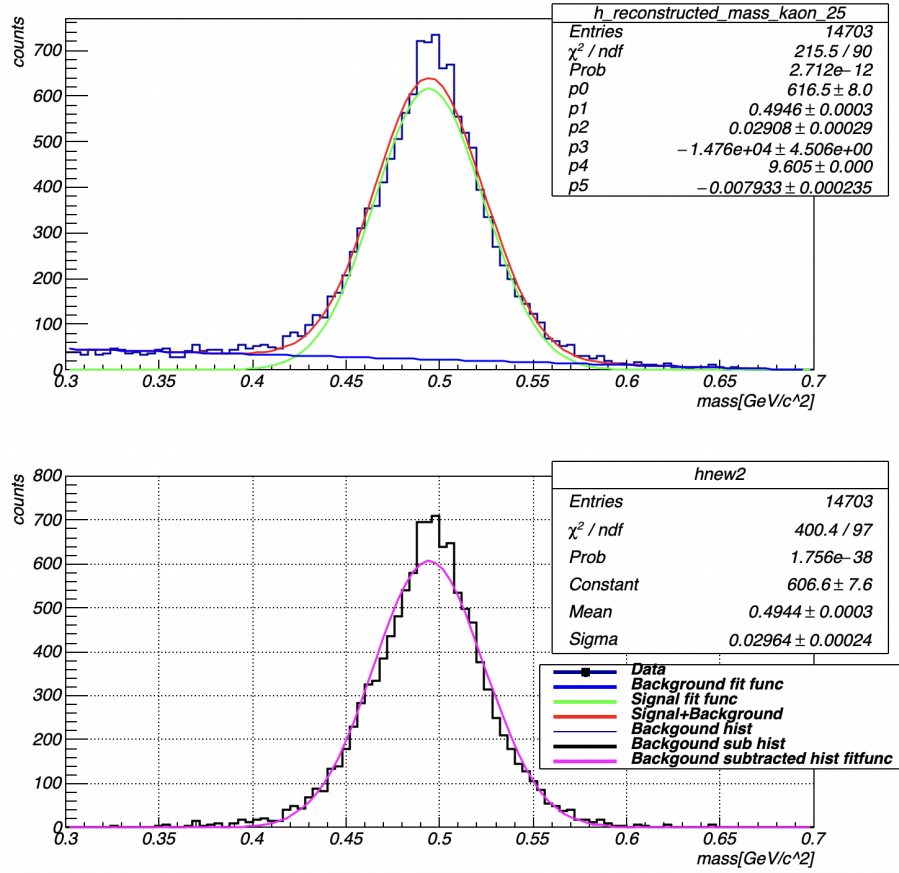 h_reconstructed_mass_kaon_25
Entries 14703
χ² / ndf 215.5 / 90
Prob 2.712e−12
p0 616.5 ± 8.0
p1 0.4946 ± 0.0003
p2 0.02908 ± 0.00029
p3 −1.476e+04 ± 4.506e+00
p4 9.605 ± 0.000
p5 −0.007933 ± 0.000235
counts
700
600
500
400
300
200
100
0
0.3 0.35 0.4 0.45 0.5 0.55 0.6 0.65 0.7
mass[GeV/c^2]
hnew2
Entries 14703
χ² / ndf 400.4 / 97
Prob 1.756e−38
Constant 606.6 ± 7.6
Mean 0.4944 ± 0.0003
Sigma 0.02964 ± 0.00024
counts
800
700
600
500
400
300
200
100
0
Data
Background fit func
Signal fit func
Signal+Background
Backgound hist
Backgound sub hist
Backgound subtracted hist fitfunc
0.3 0.35 0.4 0.45 0.5 0.55 0.6 0.65 0.7
mass[GeV/c^2]